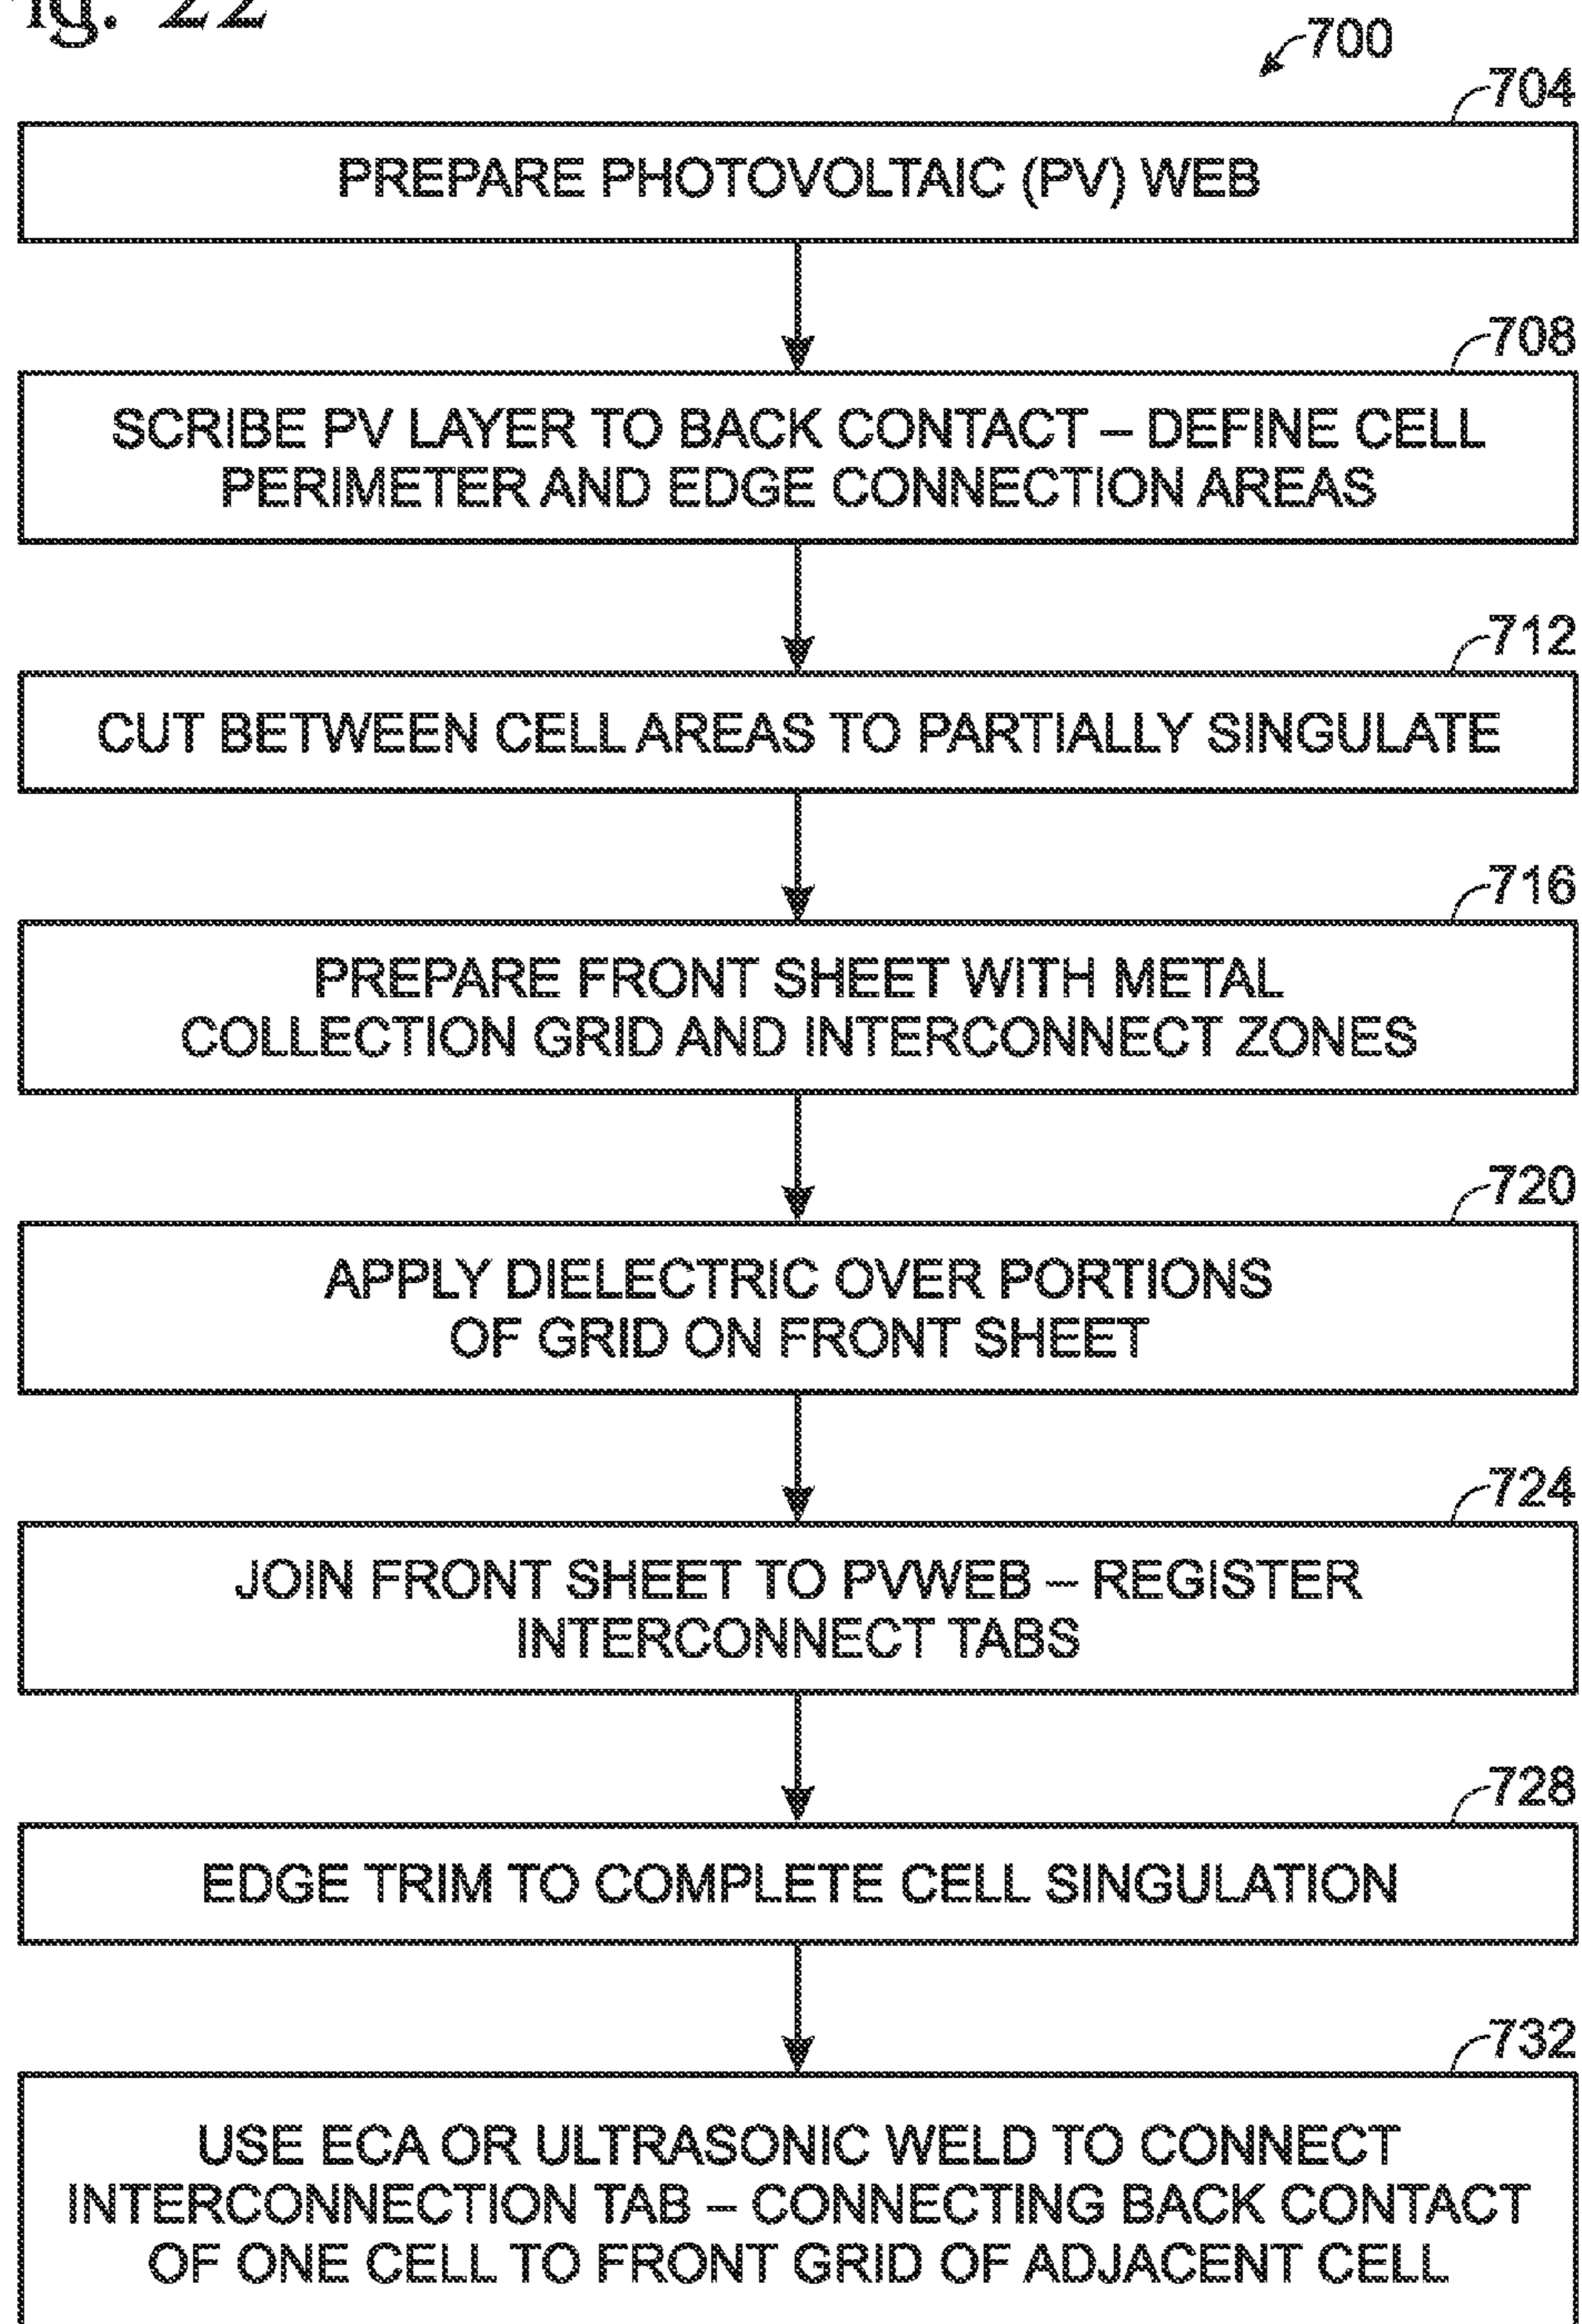 Fig. 22
700
704
PREPARE PHOTOVOLTAIC (PV) WEB
708
SCRIBE PV LAYER TO BACK CONTACT – DEFINE CELL
PERIMETER AND EDGE CONNECTION AREAS
712
CUT BETWEEN CELL AREAS TO PARTIALLY SINGULATE
716
PREPARE FRONT SHEET WITH METAL
COLLECTION GRID AND INTERCONNECT ZONES
720
APPLY DIELECTRIC OVER PORTIONS
OF GRID ON FRONT SHEET
724
JOIN FRONT SHEET TO PVWEB – REGISTER
INTERCONNECT TABS
728
EDGE TRIM TO COMPLETE CELL SINGULATION
732
USE ECA OR ULTRASONIC WELD TO CONNECT
INTERCONNECTION TAB – CONNECTING BACK CONTACT
OF ONE CELL TO FRONT GRID OF ADJACENT CELL